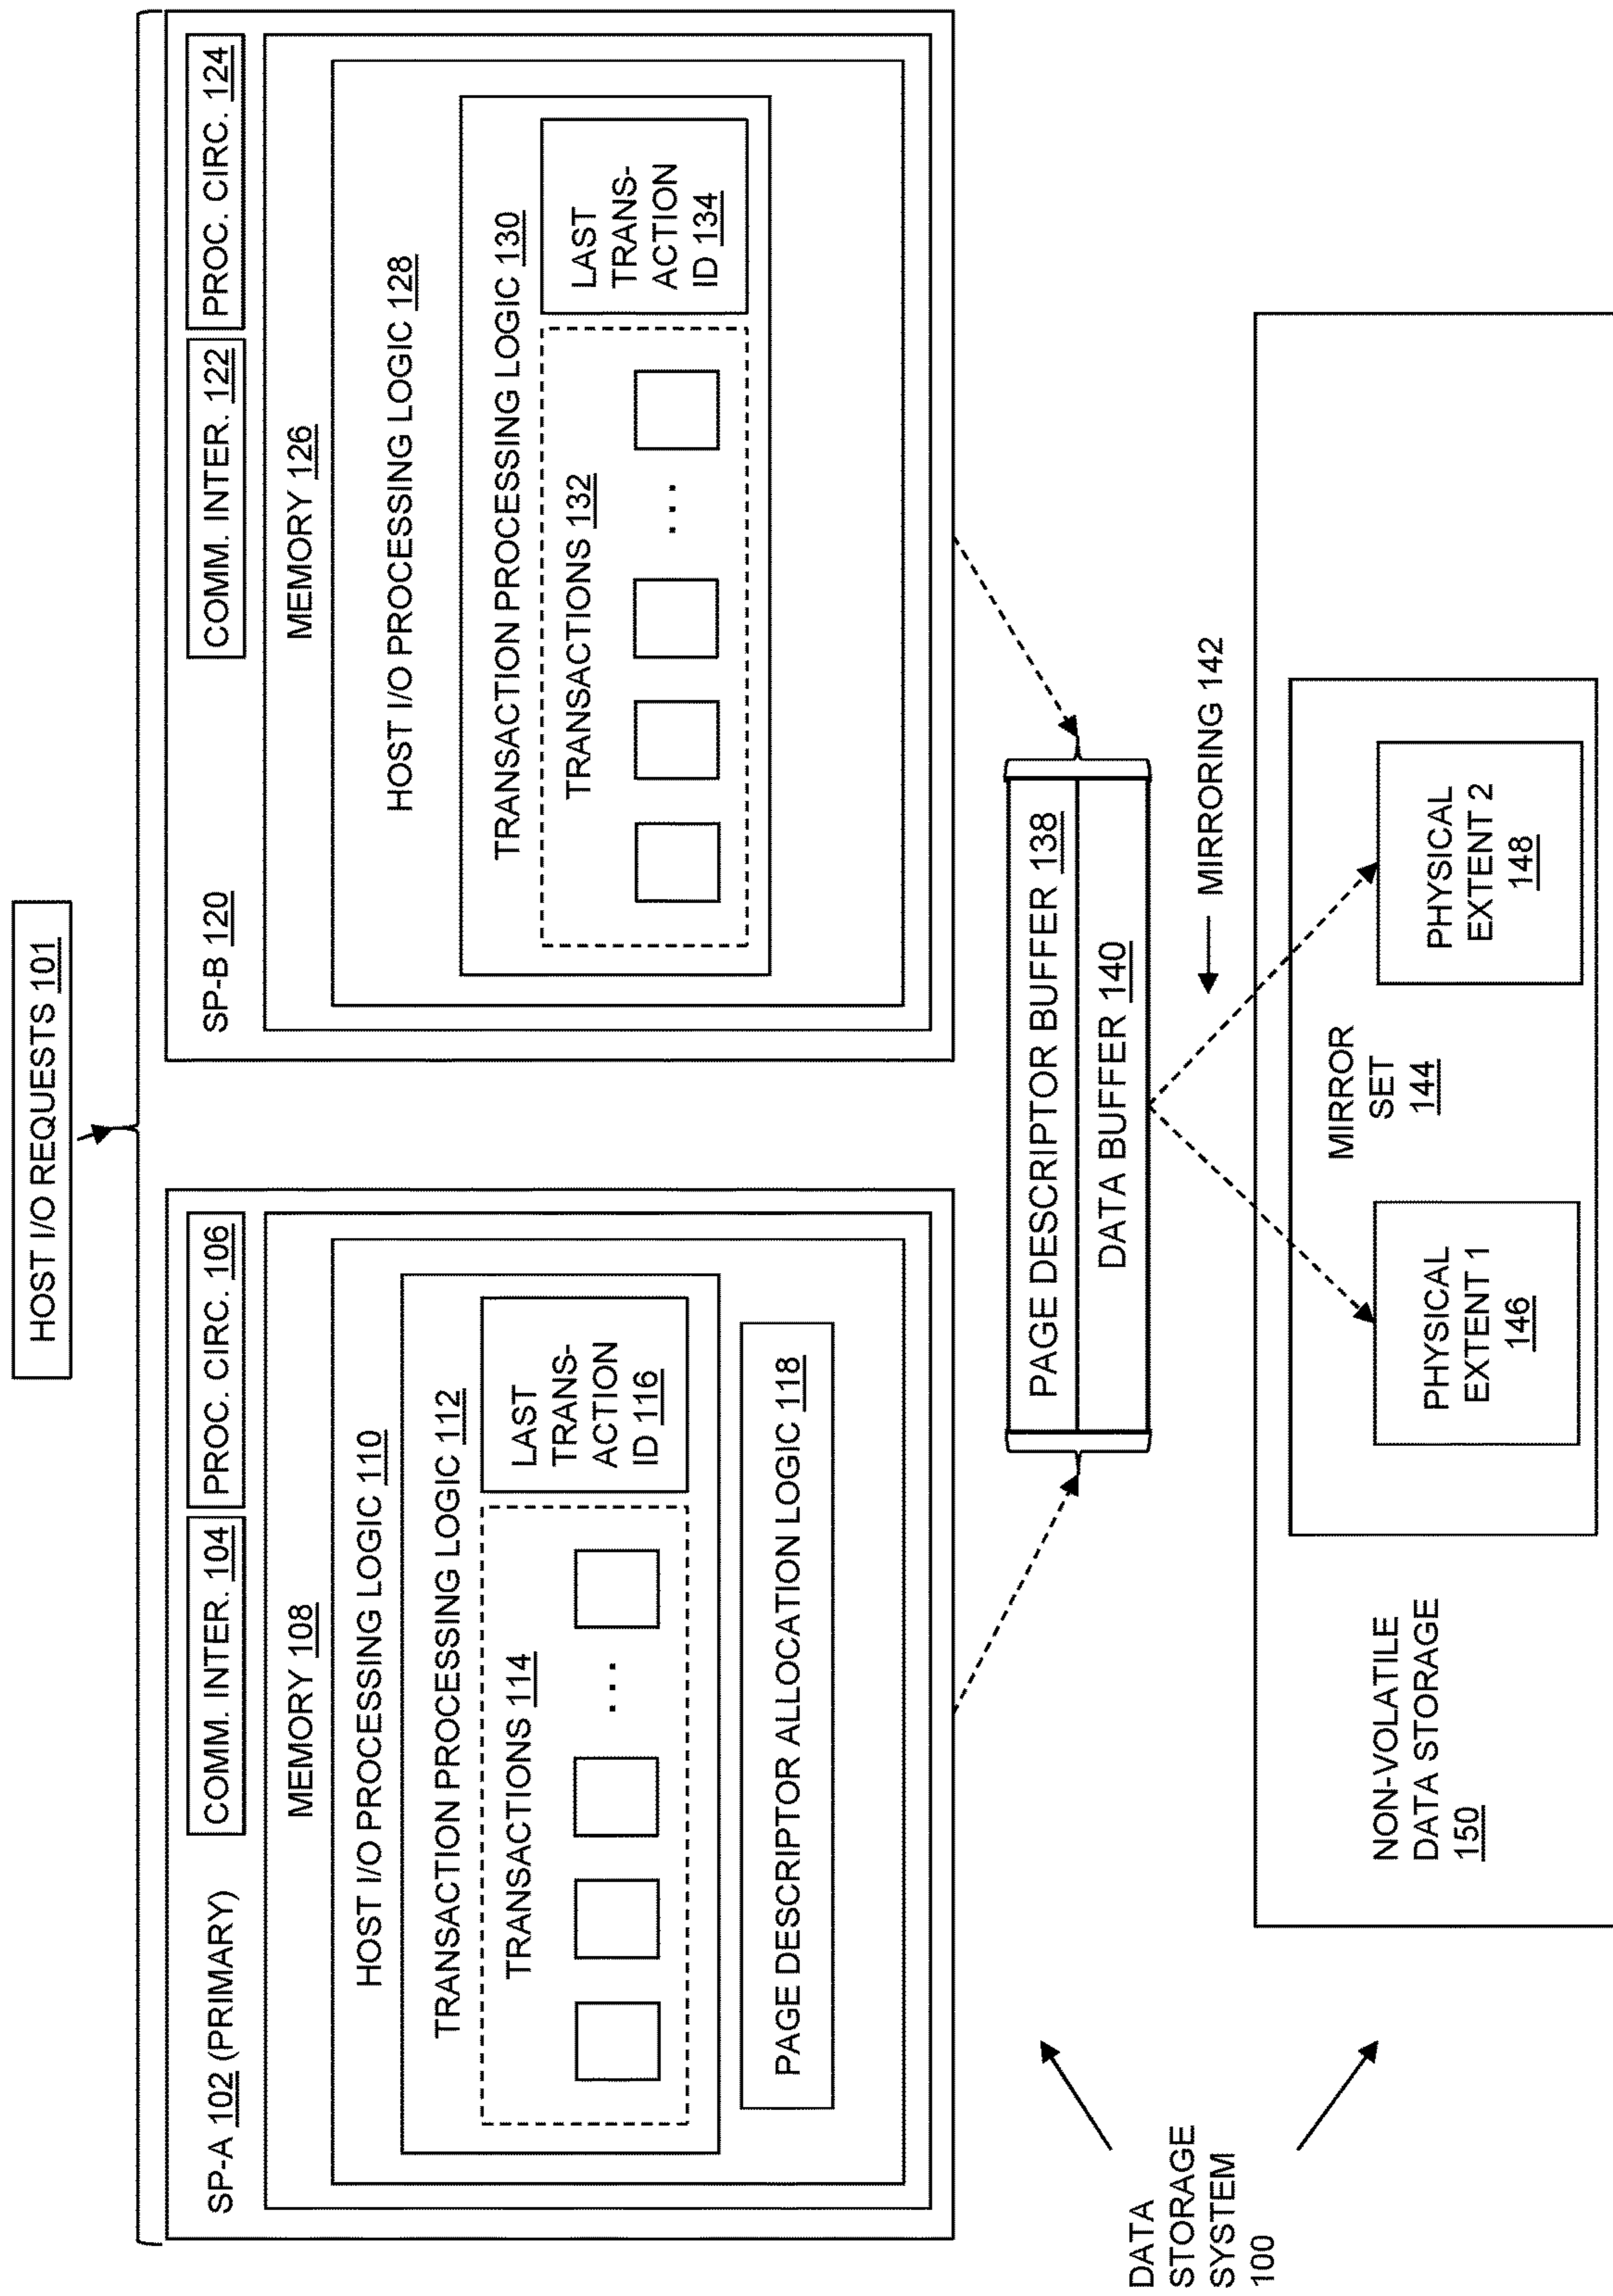 HOST I/O REQUESTS 101
SP-A 102 (PRIMARY)
COMM. INTER. 104
PROC. CIRC. 106
MEMORY 108
HOST I/O PROCESSING LOGIC 110
TRANSACTION PROCESSING LOGIC 112
TRANSACTIONS 114
...
LAST
TRANS-
ACTION
ID 116
PAGE DESCRIPTOR ALLOCATION LOGIC 118
SP-B 120
COMM. INTER. 122
PROC. CIRC. 124
MEMORY 126
HOST I/O PROCESSING LOGIC 128
TRANSACTION PROCESSING LOGIC 130
TRANSACTIONS 132
...
LAST
TRANS-
ACTION
ID 134
PAGE DESCRIPTOR BUFFER 138
DATA BUFFER 140
MIRRORING 142
DATA
STORAGE
SYSTEM
100
NON-VOLATILE
DATA STORAGE
150
MIRROR
SET
144
PHYSICAL
EXTENT 1
146
PHYSICAL
EXTENT 2
148